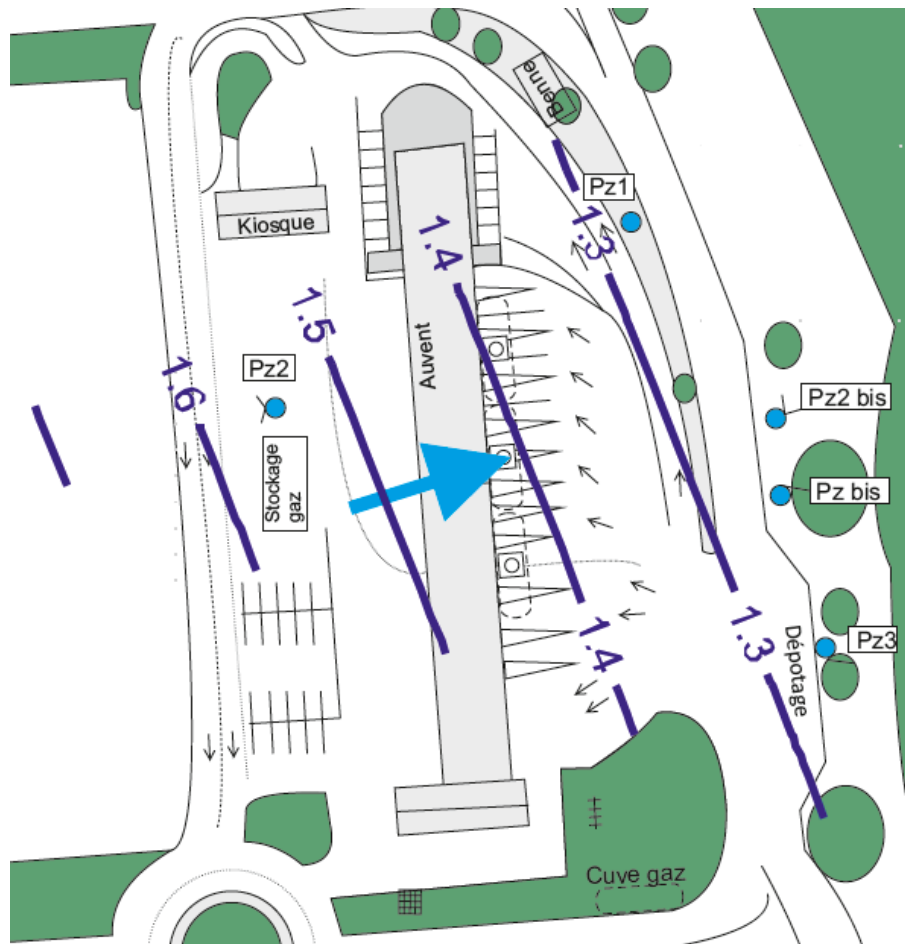 Benne
Pz1
Kiosque
1.3
1.4
1.5
Auvent
Pz2
1.6
Pz2 bis
Stockage
gaz
Pz bis
1.4
1.3
Dépotage
Pz3
Cuve gaz